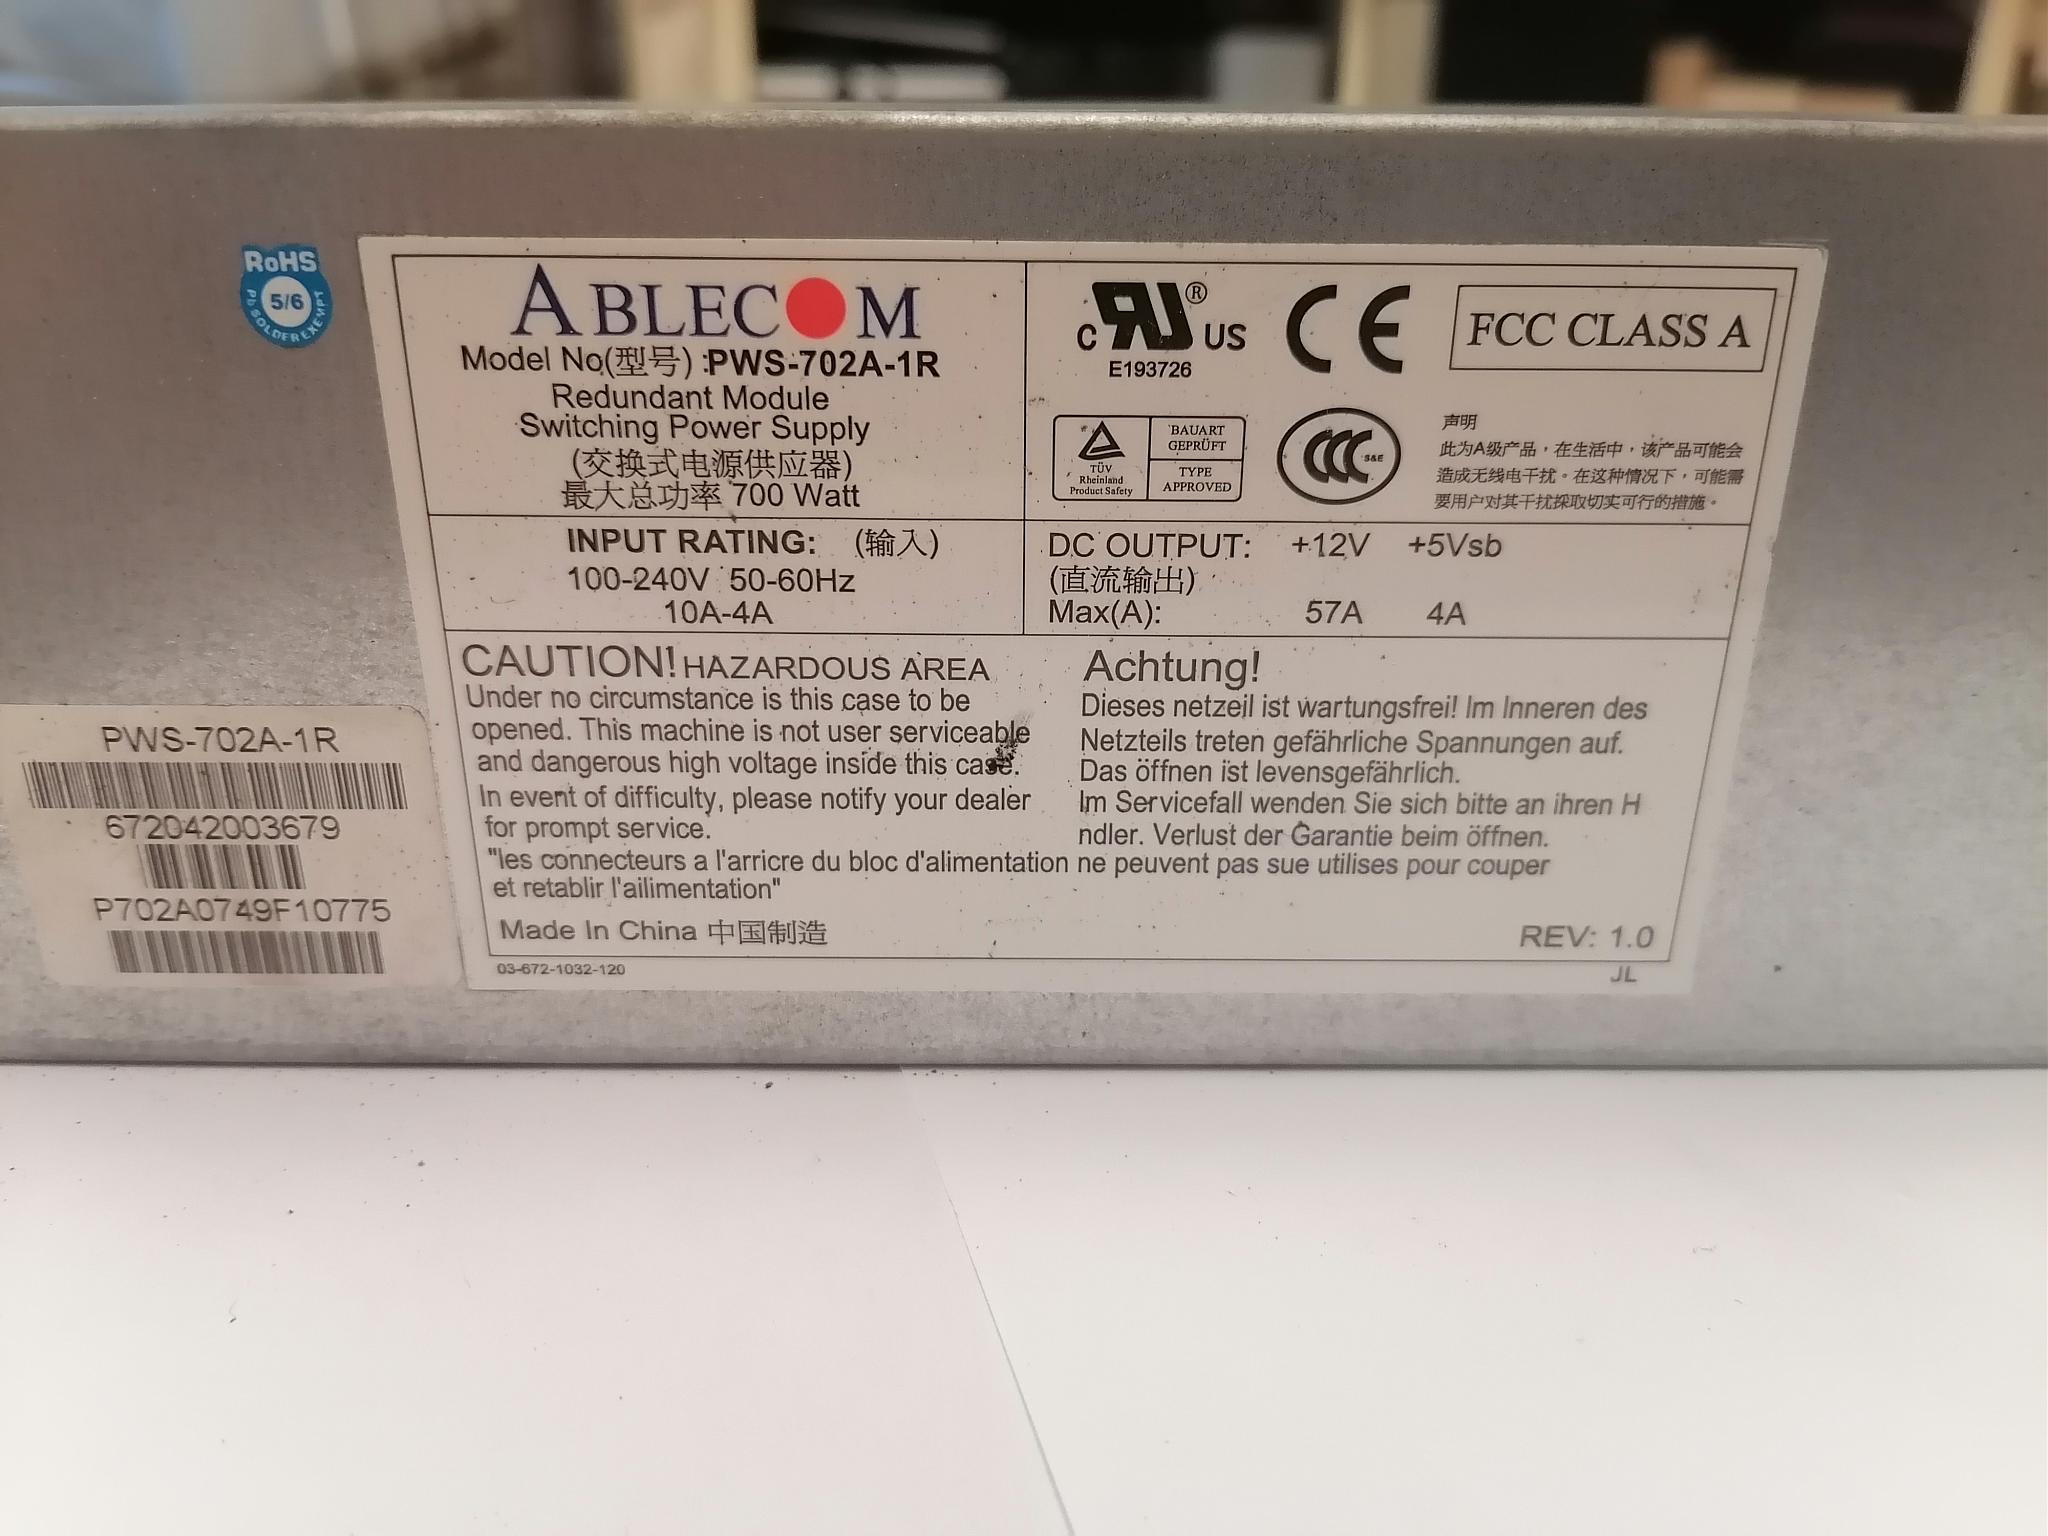 RoHS
5/6
Pb SOLDER EXEMPT
ABLECOM
Model No(型号) :PWS-702A-1R
Redundant Module
Switching Power Supply
(交换式电源供应器)
最大总功率 700 Watt
C RU ® US
E193726
CE
FCC CLASS A
TÜV
Rheinland
Product Safety
BAUART
GEPRÜFT
TYPE
APPROVED
CCC S&E
声明
此为A级产品，在生活中，该产品可能会
造成无线电干扰。在这种情况下，可能需
要用户对其干扰採取切实可行的措施。
INPUT RATING: (输入)
100-240V 50-60Hz
10A-4A
DC OUTPUT: +12V +5Vsb
(直流输出)
Max(A): 57A 4A
CAUTION! HAZARDOUS AREA
Under no circumstance is this case to be
opened. This machine is not user serviceable
and dangerous high voltage inside this case.
In event of difficulty, please notify your dealer
for prompt service.
Achtung!
Dieses netzeil ist wartungsfrei! Im Inneren des
Netzteils treten gefährliche Spannungen auf.
Das öffnen ist levensgefährlich.
Im Servicefall wenden Sie sich bitte an ihren H
ndler. Verlust der Garantie beim öffnen.
"les connecteurs a l'arricre du bloc d'alimentation ne peuvent pas sue utilises pour couper
et retablir l'ailimentation"
Made In China 中国制造
REV: 1.0
03-672-1032-120
JL
PWS-702A-1R
672042003679
P702A0749F10775